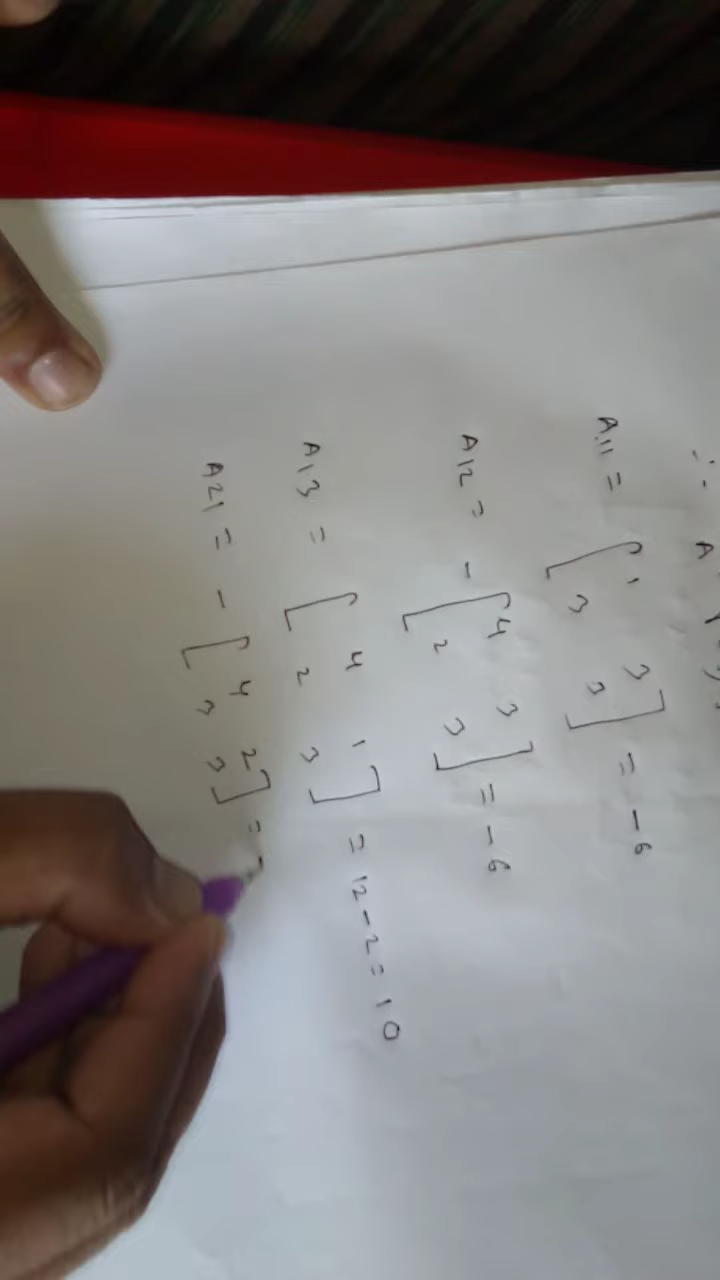 ∴ A
A11 = [1 3
3 3] = -6
A12 = -[4 3
2 3] = -6
A13 = [4 1
2 3] = 12-2=10
A21 = -[4 2
3 3] = -